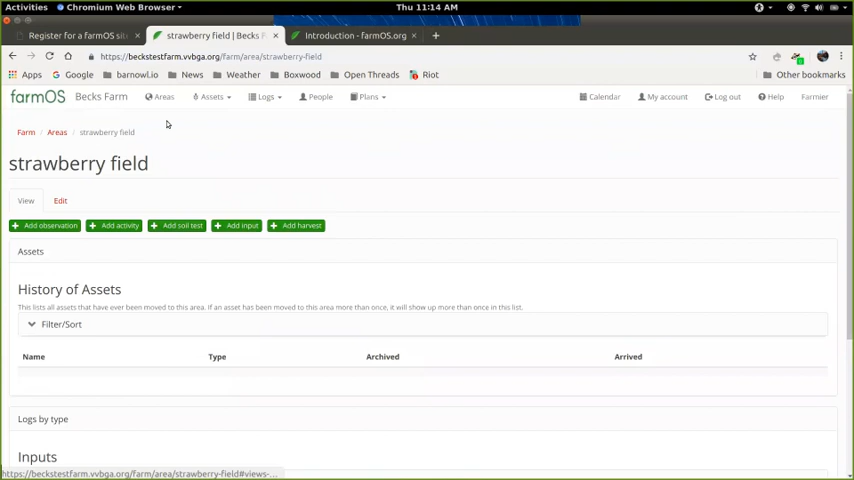 Activities
Chromium Web Browser
Thu 11:14 AM
Register for a farmOS sit
strawberry field | Becks F
Introduction - farmOS.org
https://beckstestfarm.vvbga.org/farm/area/strawberry-field
Apps
Google
barnowl.io
News
Weather
Boxwood
Open Threads
Riot
Other bookmarks
farmOS
Becks Farm
Areas
Assets
Logs
People
Plans
Calendar
My account
Log out
Help
Farmier
Farm / Areas / strawberry field
strawberry field
View
Edit
+ Add observation
+ Add activity
+ Add soil test
+ Add input
+ Add harvest
Assets
History of Assets
This lists all assets that have ever been moved to this area. If an asset has been moved to this area more than once, it will show up more than once in this list.
Filter/Sort
Name
Type
Archived
Arrived
Logs by type
Inputs
https://beckstestfarm.vvbga.org/farm/area/strawberry-field#views-...